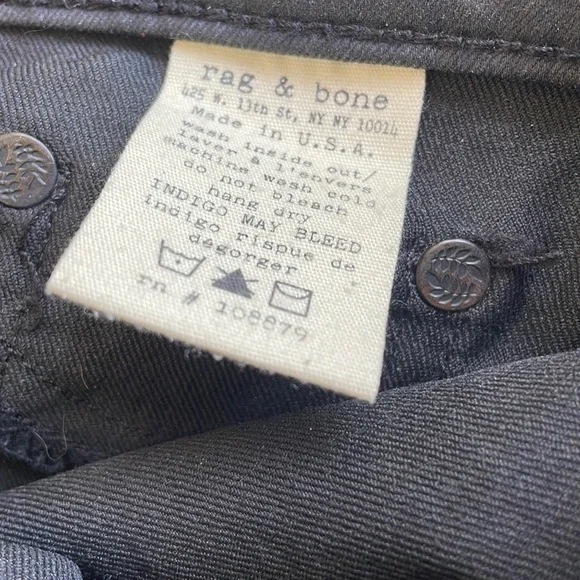 rag & bone
425 W. 13th St, NY NY 10014
Made in U.S.A.
wash inside out/
laver à l'envers
machine wash cold
do not bleach
hang dry
INDIGO MAY BLEED
indigo risque de
dégorger
rn # 108879